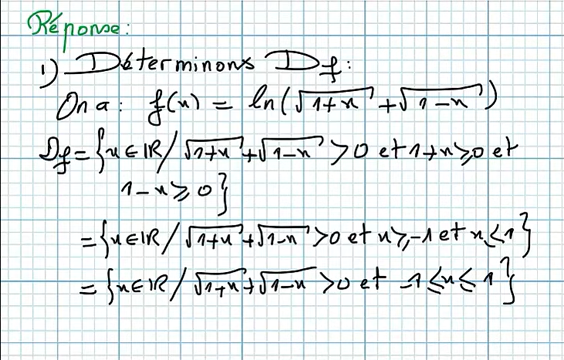 Réponse:
1) Déterminons Df:
On a: f(x) = ln(√(1+x) + √(1-x))
Df = {x∈IR / √(1+x) + √(1-x) > 0 et 1+x ≥ 0 et
1-x ≥ 0}
= {x∈IR / √(1+x) + √(1-x) > 0 et x ≥ -1 et x ≤ 1}
= {x∈IR / √(1+x) + √(1-x) > 0 et -1 ≤ x ≤ 1}